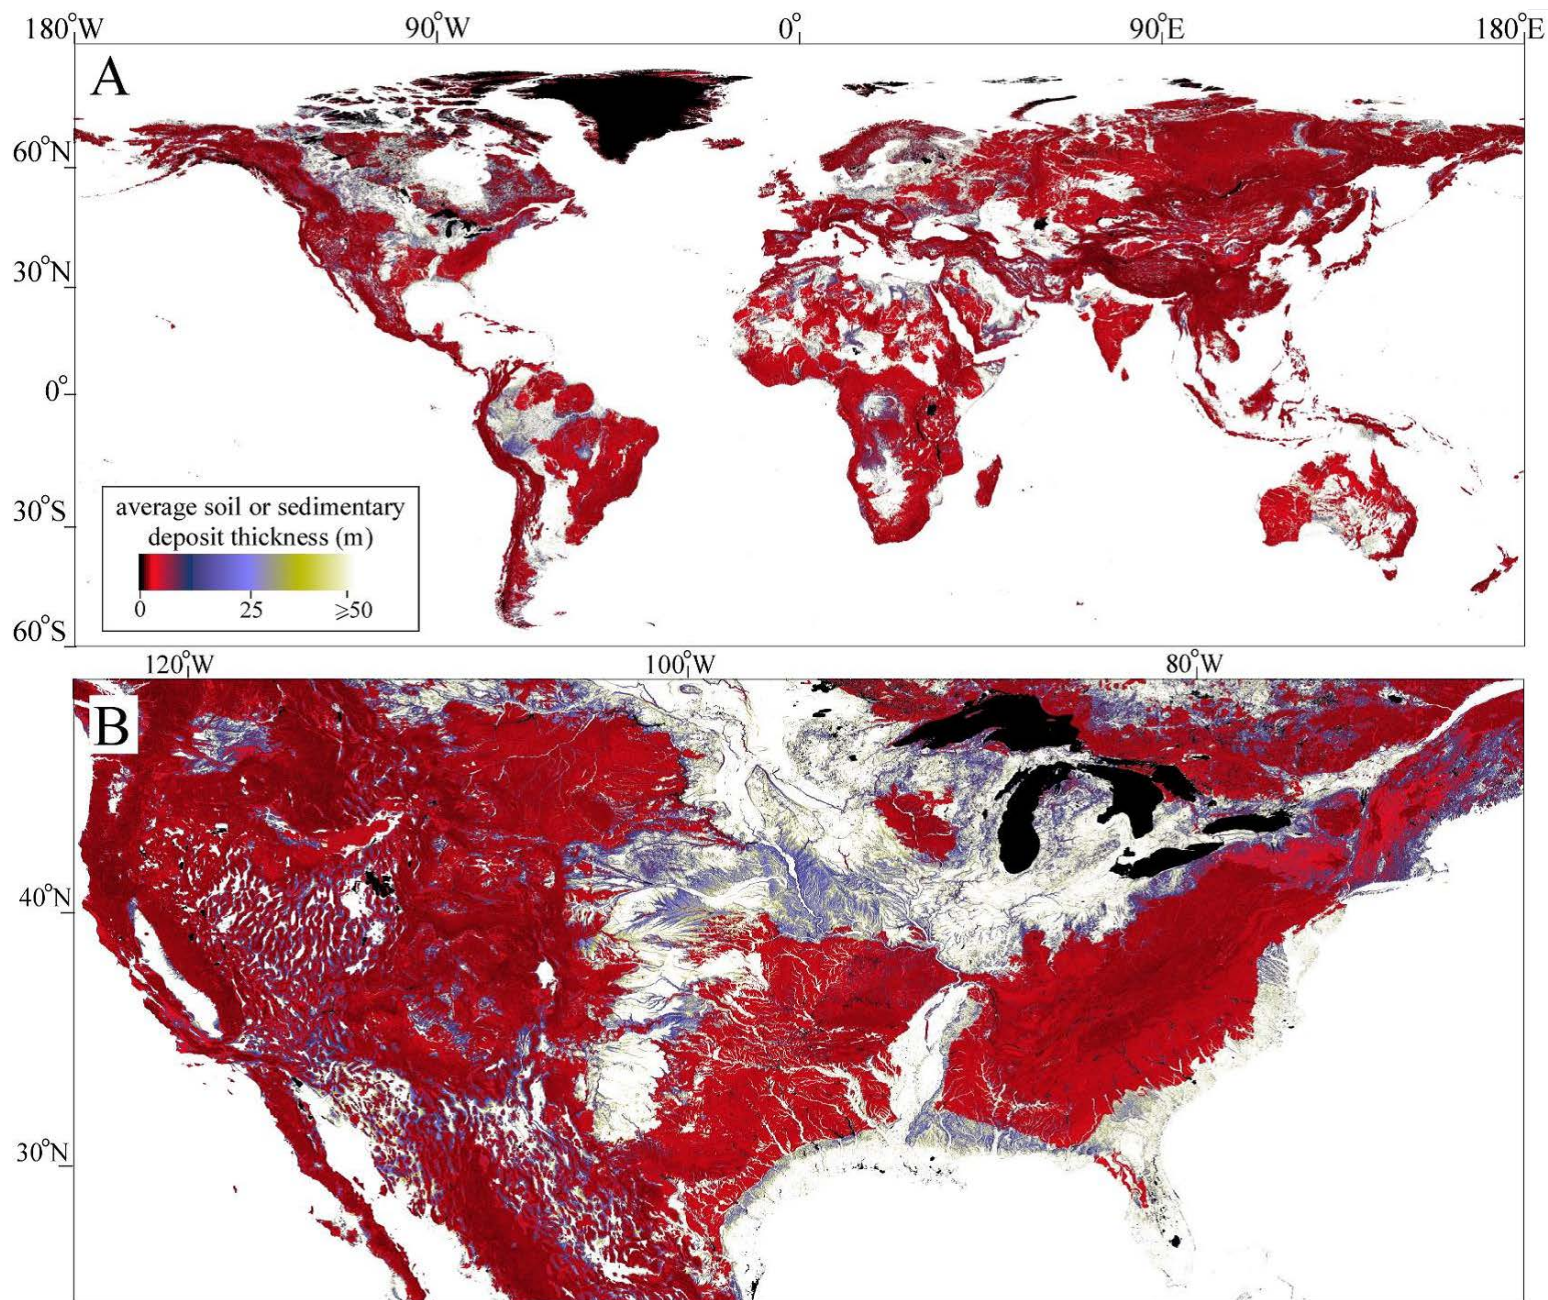 180°W 90°W 0° 90°E 180°E
A
60°N
30°N
0°
30°S
60°S
average soil or sedimentary
deposit thickness (m)
0 25 ⩾50
120°W 100°W 80°W
B
40°N
30°N